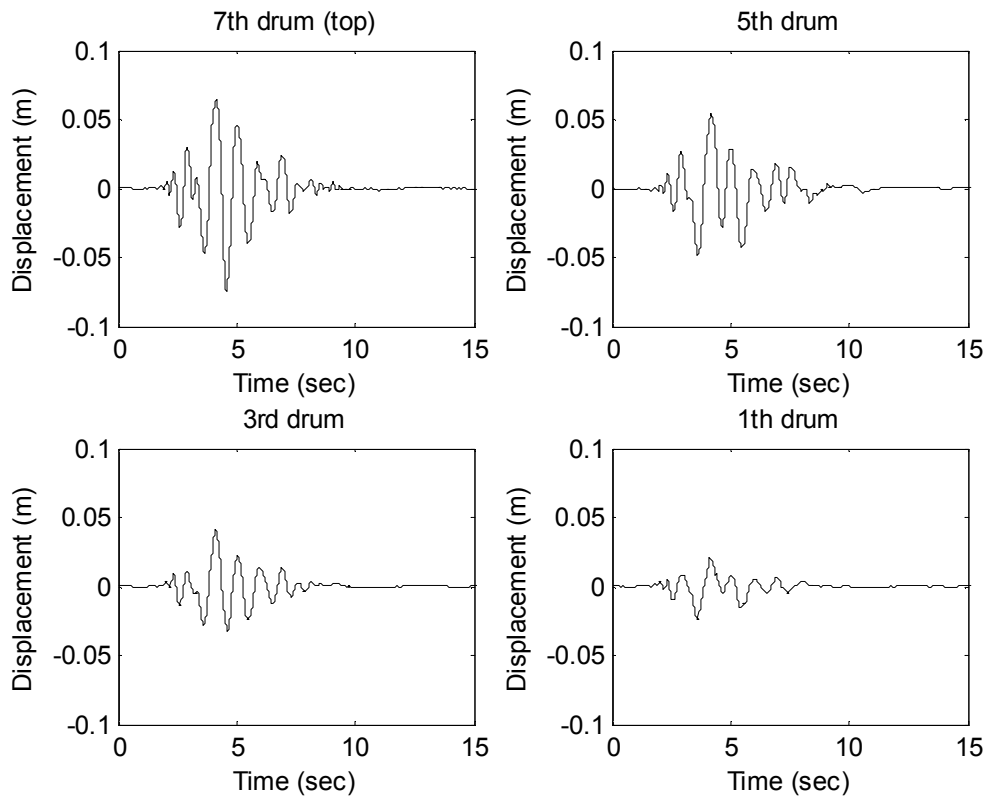 7th drum (top)
0.1
0.05
0
-0.05
-0.1
Displacement (m)
0 5 10 15
Time (sec)
5th drum
0.1
0.05
0
-0.05
-0.1
Displacement (m)
0 5 10 15
Time (sec)
3rd drum
0.1
0.05
0
-0.05
-0.1
Displacement (m)
0 5 10 15
Time (sec)
1th drum
0.1
0.05
0
-0.05
-0.1
Displacement (m)
0 5 10 15
Time (sec)